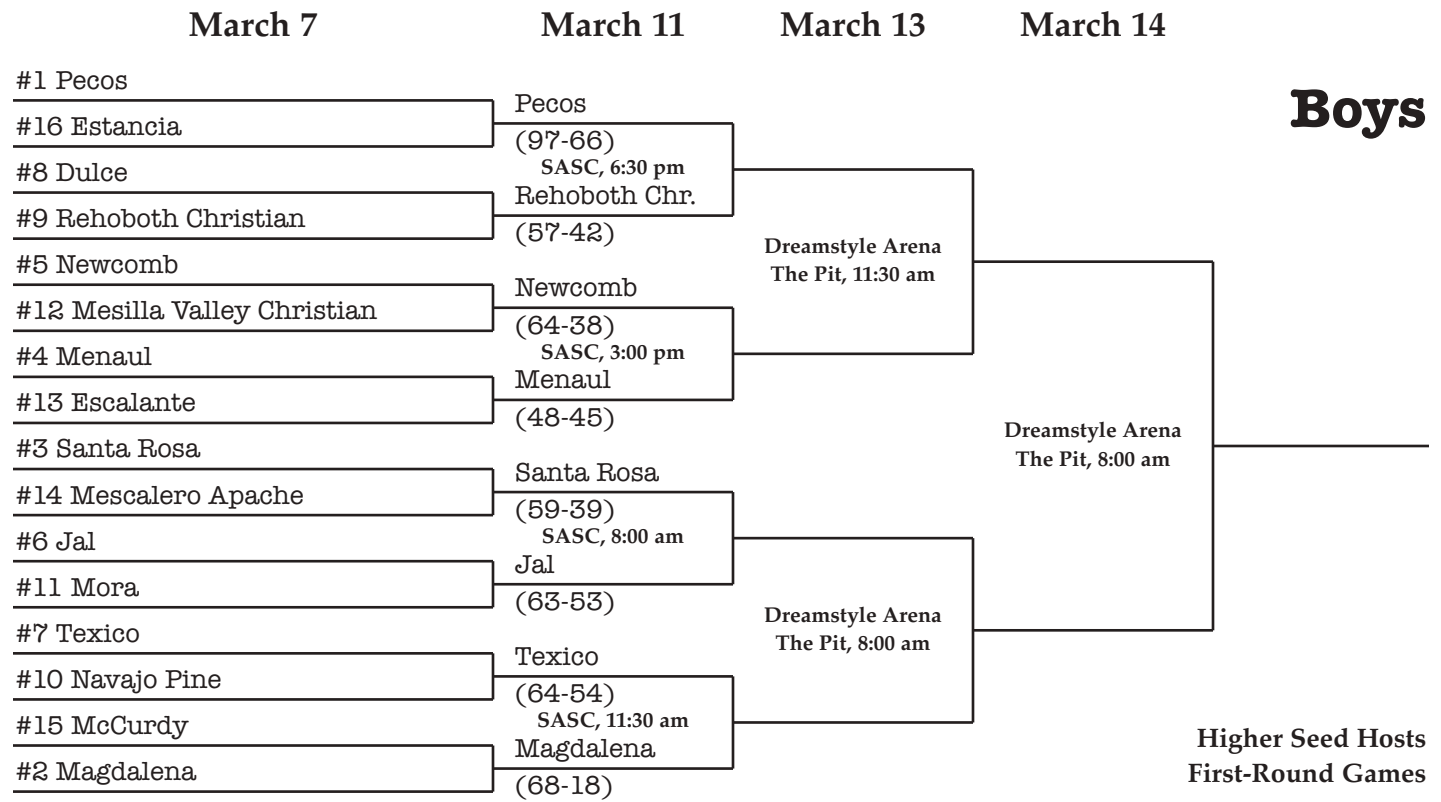 March 7
March 11
March 13
March 14
Boys
#1 Pecos
#16 Estancia
#8 Dulce
#9 Rehoboth Christian
#5 Newcomb
#12 Mesilla Valley Christian
#4 Menaul
#13 Escalante
#3 Santa Rosa
#14 Mescalero Apache
#6 Jal
#11 Mora
#7 Texico
#10 Navajo Pine
#15 McCurdy
#2 Magdalena
Pecos
(97-66)
SASC, 6:30 pm
Rehoboth Chr.
(57-42)
Newcomb
(64-38)
SASC, 3:00 pm
Menaul
(48-45)
Santa Rosa
(59-39)
SASC, 8:00 am
Jal
(63-53)
Texico
(64-54)
SASC, 11:30 am
Magdalena
(68-18)
Dreamstyle Arena
The Pit, 11:30 am
Dreamstyle Arena
The Pit, 8:00 am
Dreamstyle Arena
The Pit, 8:00 am
Higher Seed Hosts
First-Round Games